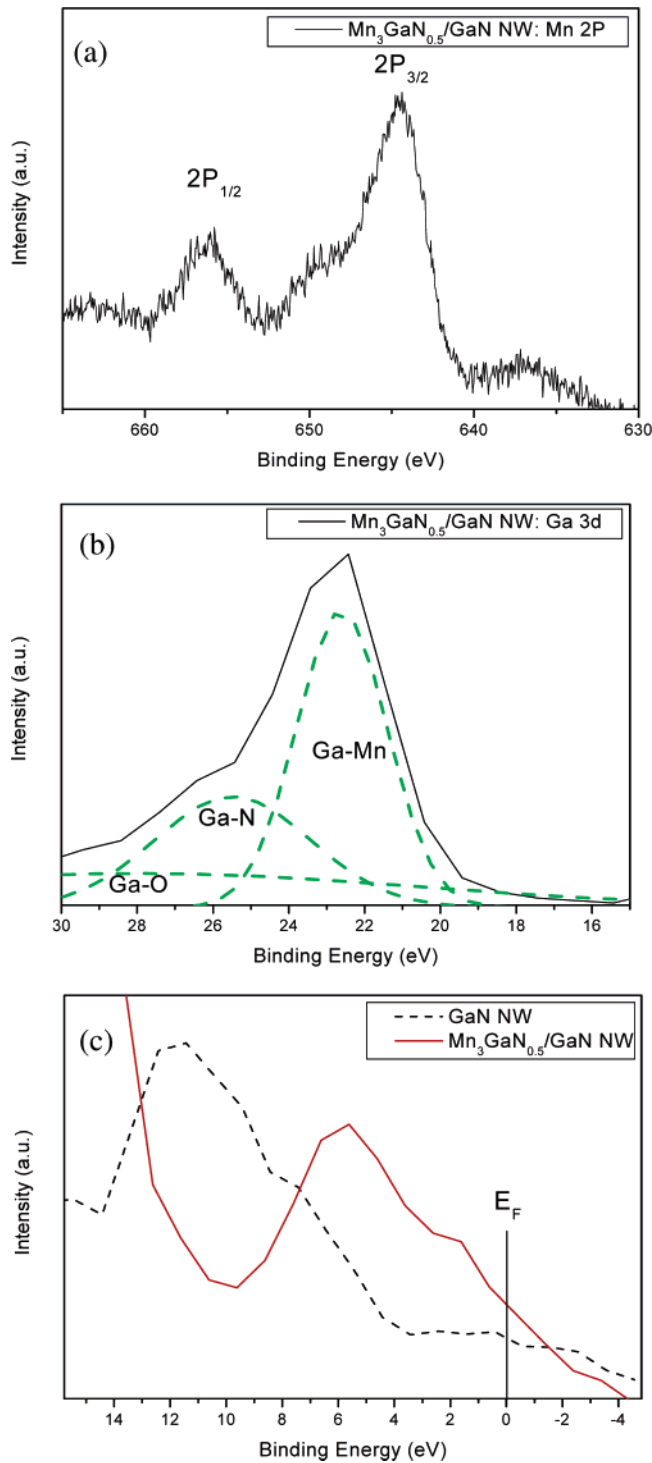 (a)
Mn₃GaN₀.₅/GaN NW: Mn 2P
2P₃/₂
2P₁/₂
Intensity (a.u.)
660 650 640 630
Binding Energy (eV)
(b)
Mn₃GaN₀.₅/GaN NW: Ga 3d
Ga-Mn
Ga-N
Ga-O
Intensity (a.u.)
30 28 26 24 22 20 18 16
Binding Energy (eV)
(c)
GaN NW
Mn₃GaN₀.₅/GaN NW
E_F
Intensity (a.u.)
14 12 10 8 6 4 2 0 -2 -4
Binding Energy (eV)